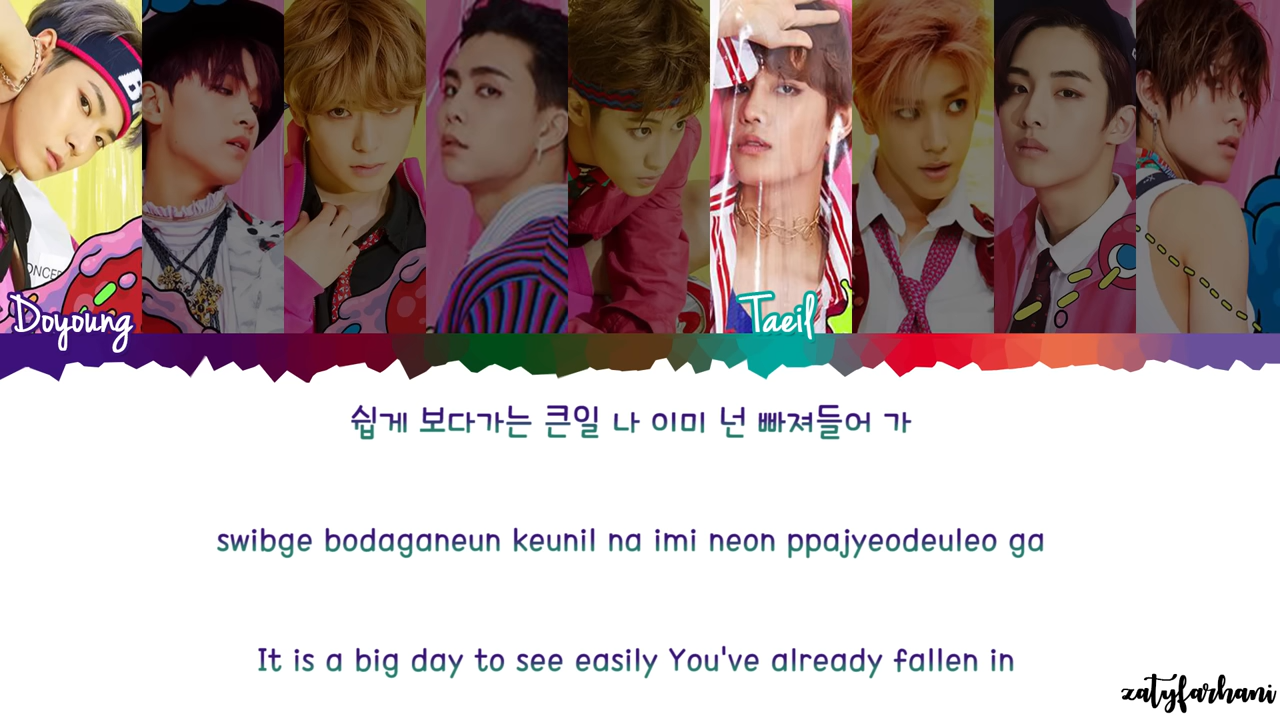 Doyoung
Taeil
쉽게 보다가는 큰일 나 이미 넌 빠져들어 가
swibge bodaganeun keunil na imi neon ppajyeodeuleo ga
It is a big day to see easily You've already fallen in
zatyfarhani